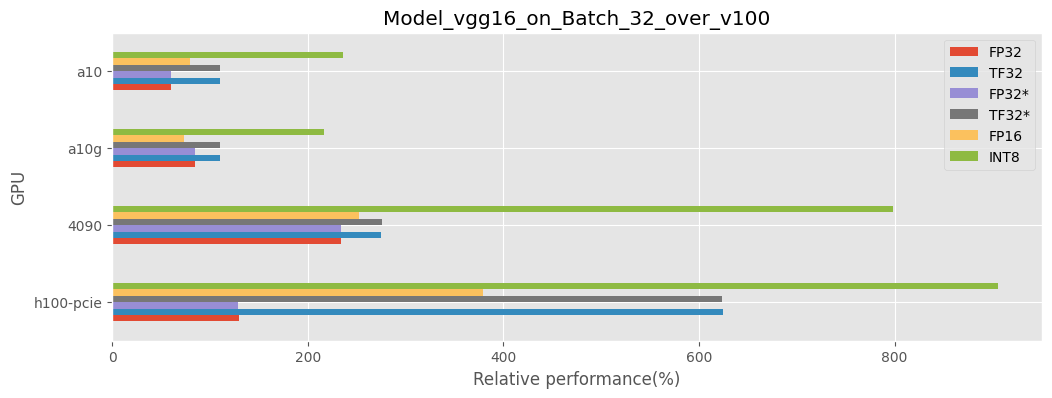 Model_vgg16_on_Batch_32_over_v100
FP32
TF32
FP32*
TF32*
FP16
INT8
GPU
a10
a10g
4090
h100-pcie
0
200
400
600
800
Relative performance(%)